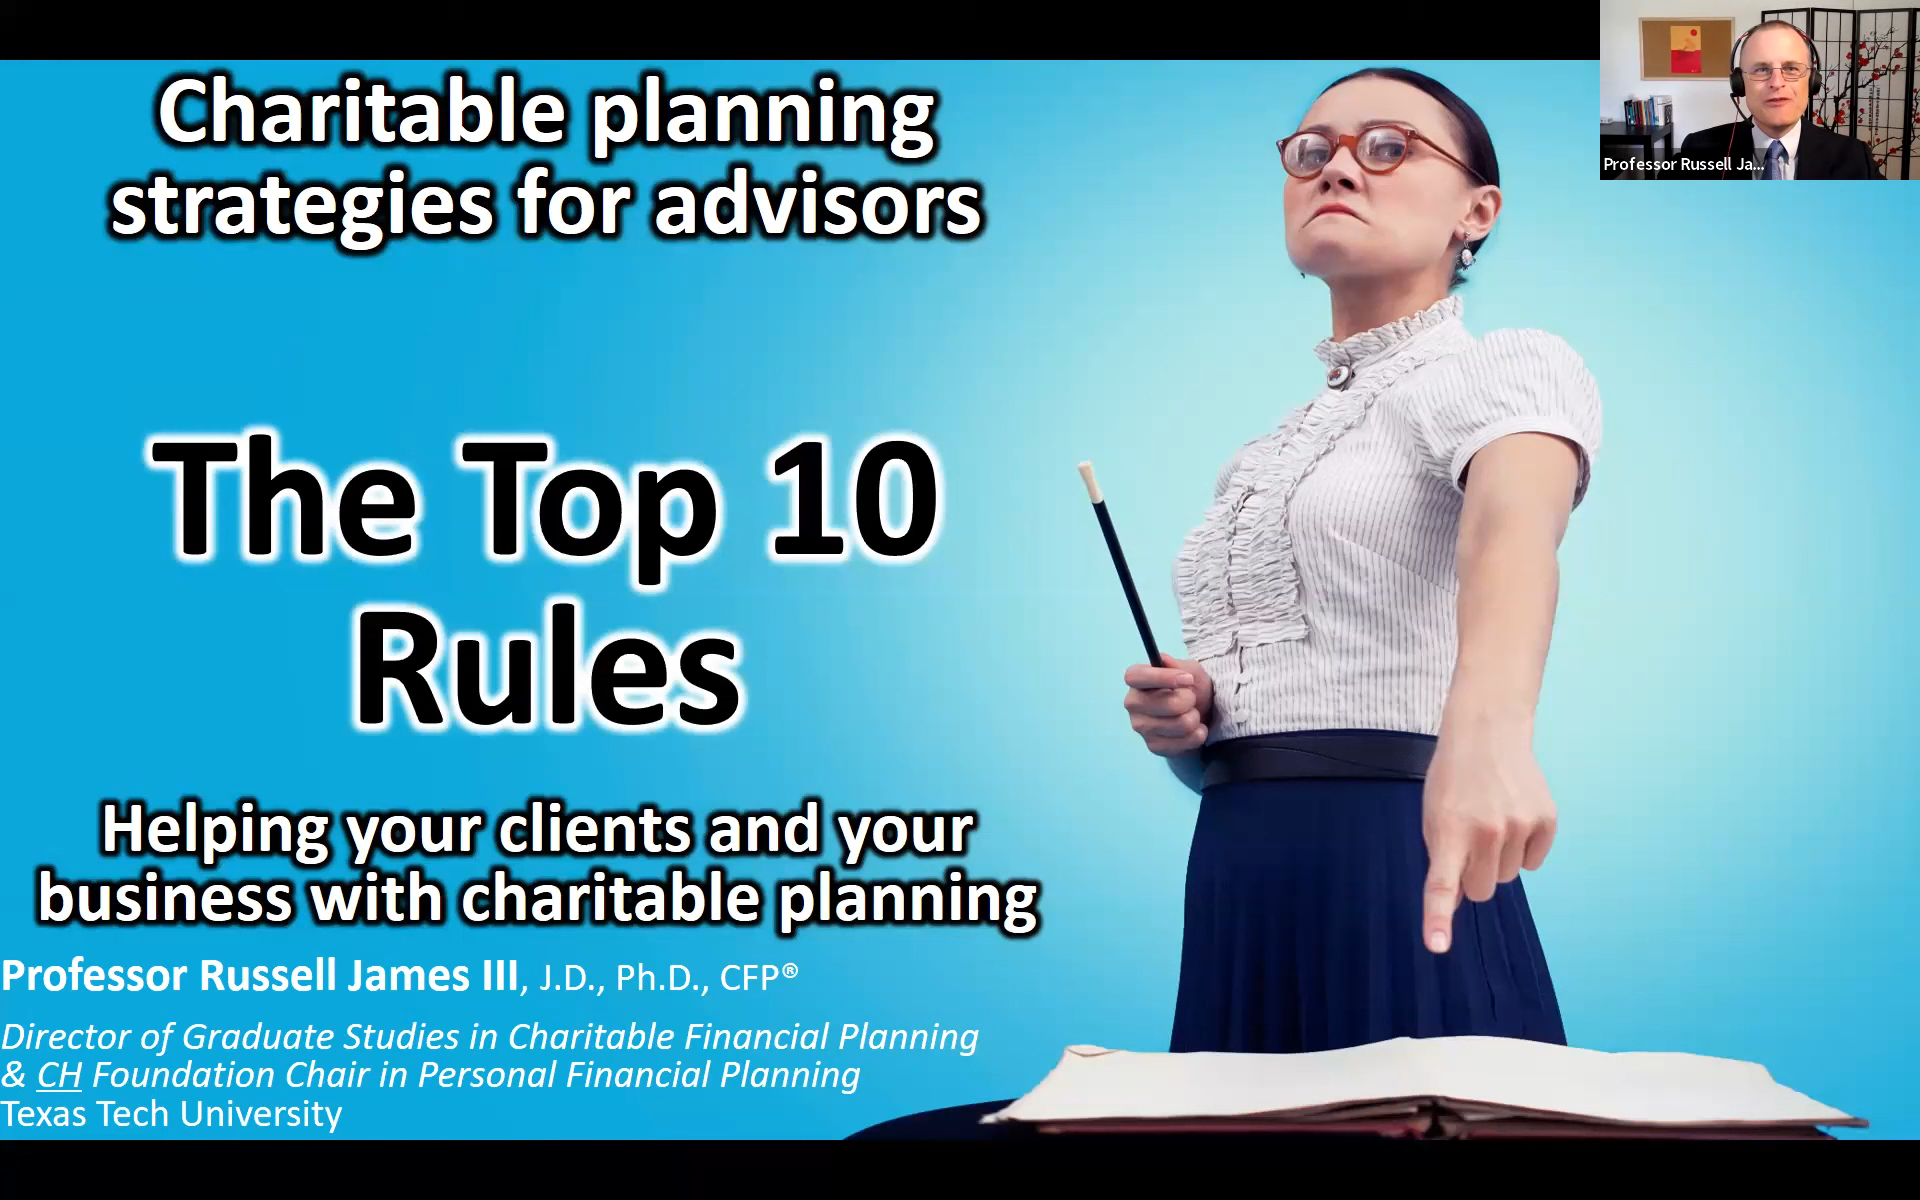 Charitable planning
strategies for advisors
Professor Russell Ja...
The Top 10
Rules
Helping your clients and your
business with charitable planning
Professor Russell James III, J.D., Ph.D., CFP®
Director of Graduate Studies in Charitable Financial Planning
& CH Foundation Chair in Personal Financial Planning
Texas Tech University